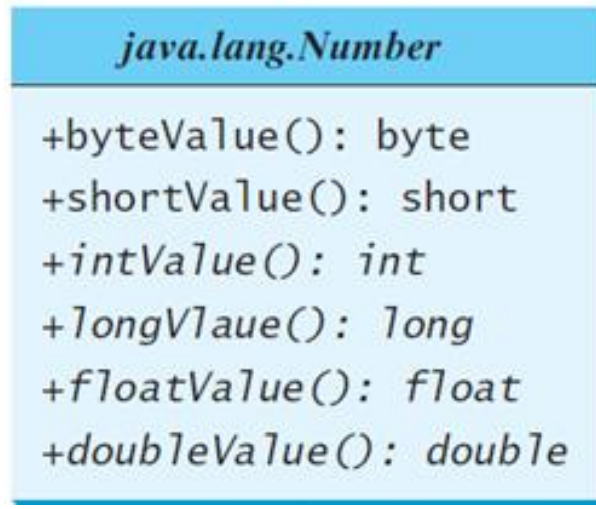 java.lang.Number
+byteValue(): byte
+shortValue(): short
+intValue(): int
+longVlaue(): long
+floatValue(): float
+doubleValue(): double